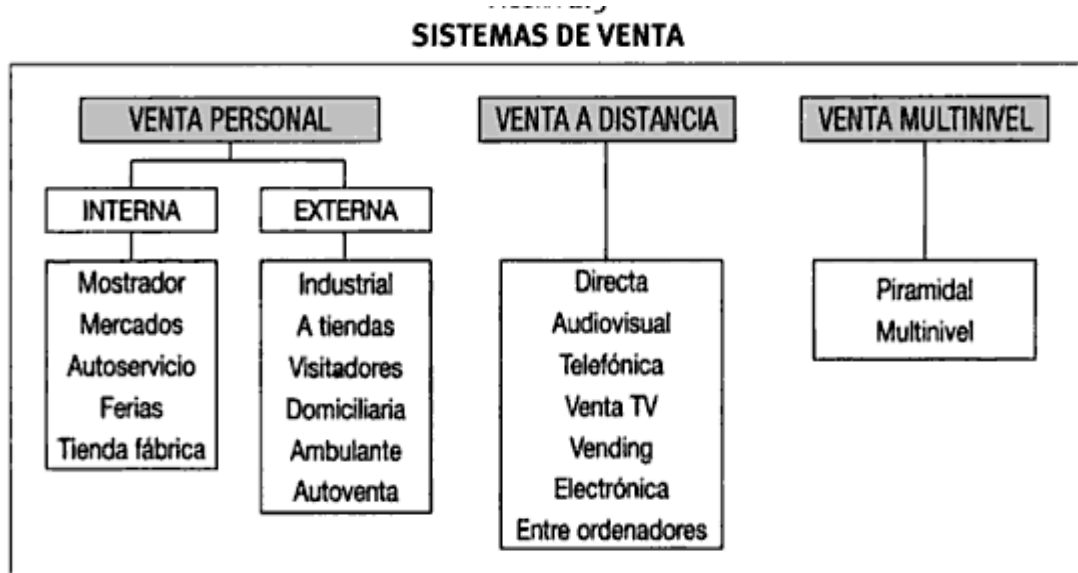 SISTEMAS DE VENTA
VENTA PERSONAL
INTERNA
Mostrador
Mercados
Autoservicio
Ferias
Tienda fábrica
EXTERNA
Industrial
A tiendas
Visitadores
Domiciliaria
Ambulante
Autoventa
VENTA A DISTANCIA
Directa
Audiovisual
Telefónica
Venta TV
Vending
Electrónica
Entre ordenadores
VENTA MULTINIVEL
Piramidal
Multinivel